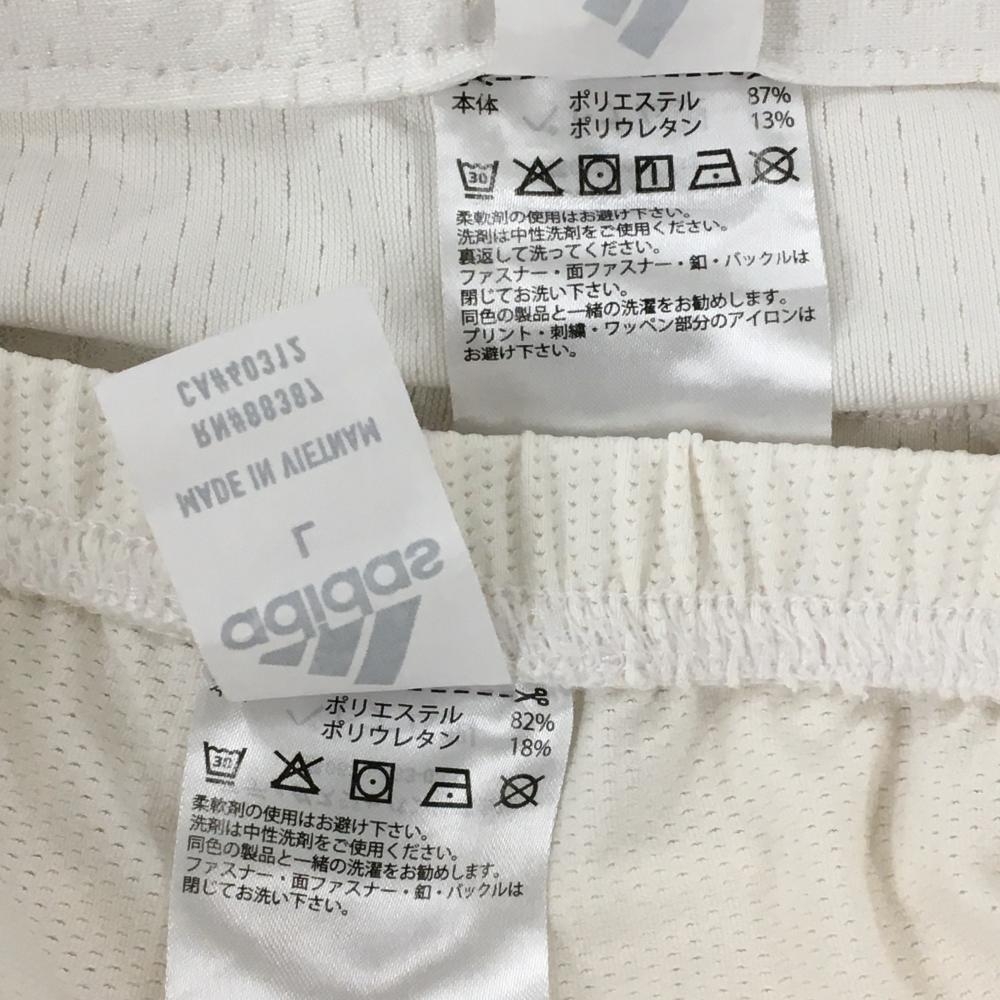 本体 ポリエステル 87%
ポリウレタン 13%
30
柔軟剤の使用はお避け下さい。
洗剤は中性洗剤をご使用ください。
裏返して洗ってください。
ファスナー・面ファスナー・釦・バックルは
閉じてお洗い下さい。
同色の製品と一緒の洗濯をお勧めします。
プリント・刺繍・ワッペン部分のアイロンは
お避け下さい。
CA#40312
RN#88387
MADE IN VIETNAM
L
adidas
ポリエステル 82%
ポリウレタン 18%
30
柔軟剤の使用はお避け下さい。
洗剤は中性洗剤をご使用ください。
同色の製品と一緒の洗濯をお勧めします。
ファスナー・面ファスナー・釦・バックルは
閉じてお洗い下さい。